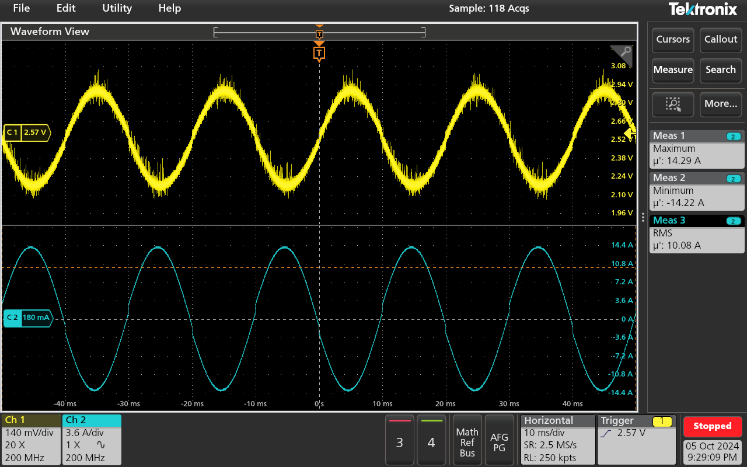 File Edit Utility Help Sample: 118 Acqs Tektronix
Waveform View
T
T
Cursors Callout
Measure Search
More...
Meas 1 2
Maximum
µ': 14.29 A
Meas 2 2
Minimum
µ': -14.22 A
Meas 3 2
RMS
µ': 10.08 A
3.08
2.94
2.80
2.66
2.52
2.38
2.24
2.10
1.96 V
C 1 2.57 V
14.4 A
10.8 A
7.2 A
3.6 A
0 A
-3.6 A
-7.2 A
-10.8 A
-14.4 A
C 2 180 mA
-40 ms -30 ms -20 ms -10 ms 0 s 10 ms 20 ms 30 ms 40 ms
Ch 1
140 mV/div
20 X
200 MHz
Ch 2
3.6 A/div
1 X
200 MHz
3
4
Math
Ref
Bus
AFG
PG
Horizontal
10 ms/div
SR: 2.5 MS/s
RL: 250 kpts
Trigger 1
2.57 V
Stopped
05 Oct 2024
9:29:09 PM